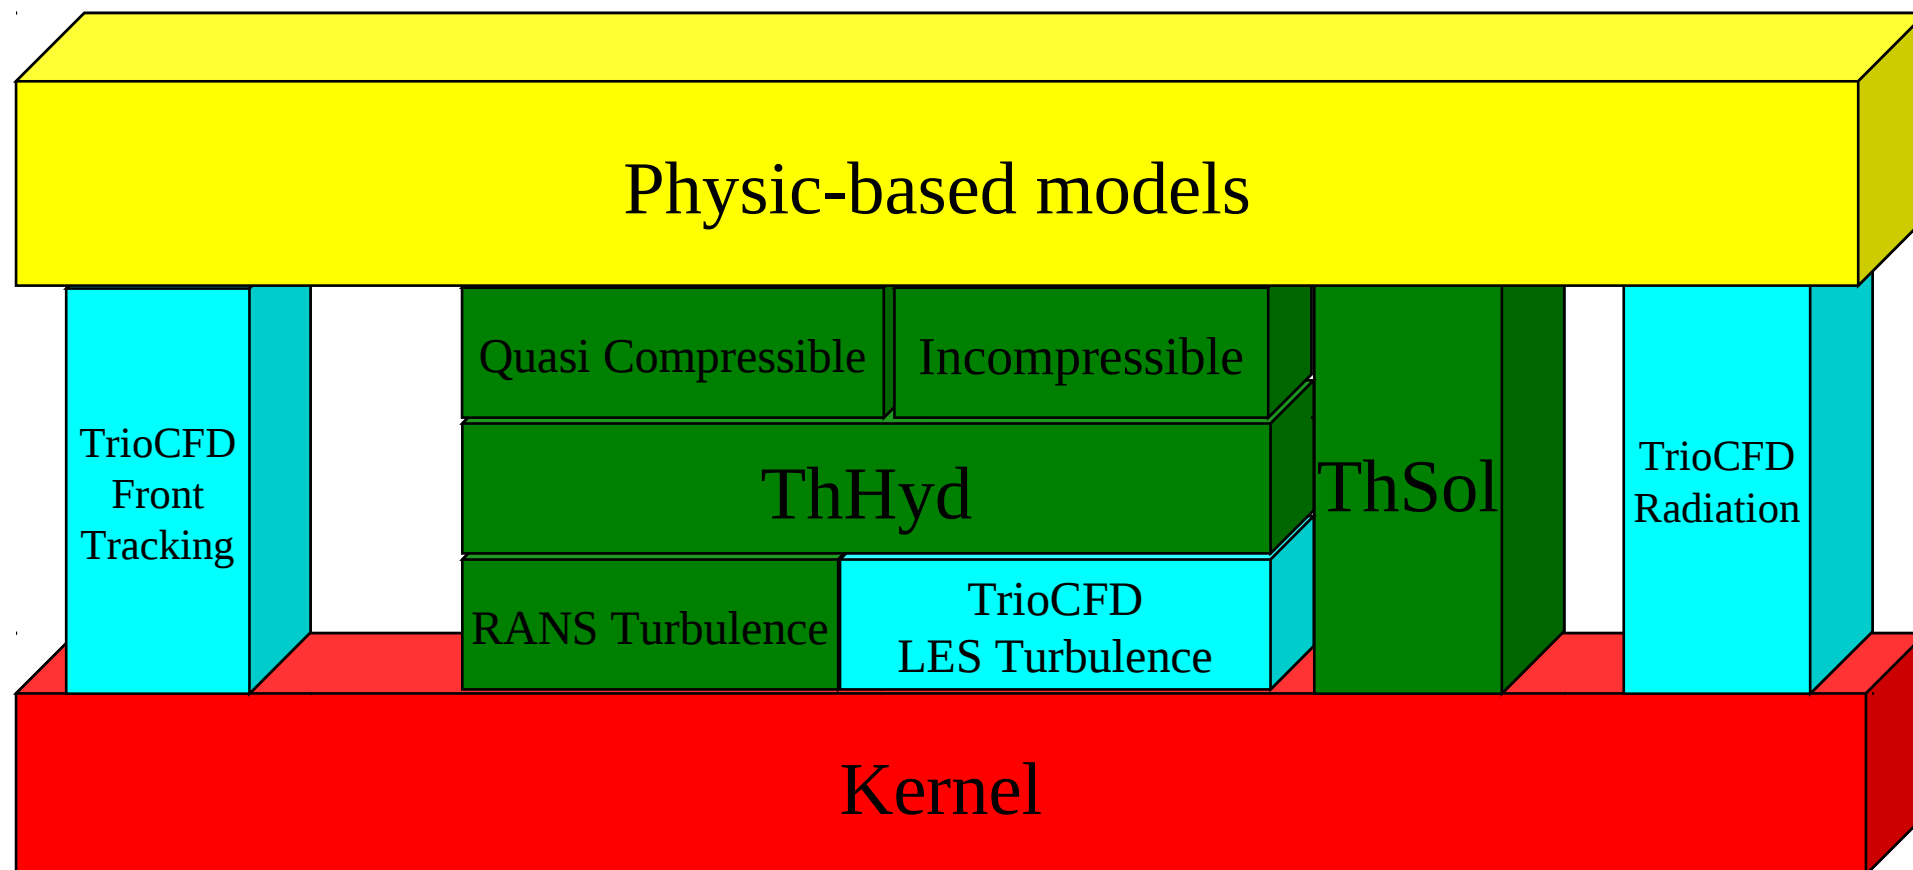 Physic-based models
Quasi Compressible
Incompressible
TrioCFD
Front
Tracking
ThHyd
ThSol
TrioCFD
Radiation
RANS Turbulence
TrioCFD
LES Turbulence
Kernel